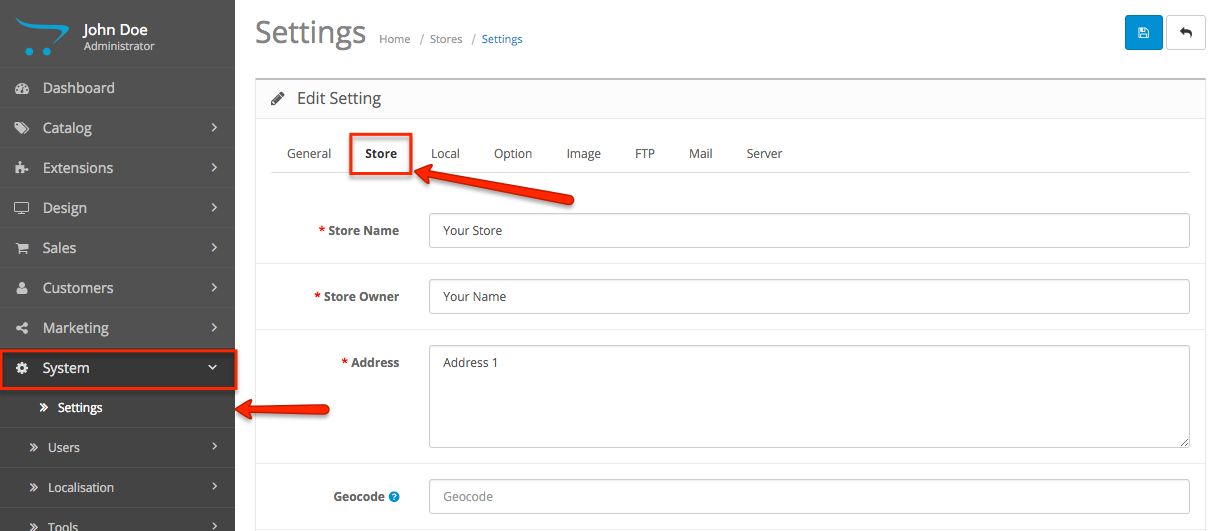 John Doe
Administrator
Dashboard
Catalog
Extensions
Design
Sales
Customers
Marketing
System
Settings
Users
Localisation
Tools
Settings Home / Stores / Settings
Edit Setting
General Store Local Option Image FTP Mail Server
* Store Name Your Store
* Store Owner Your Name
* Address Address 1
Geocode ? Geocode